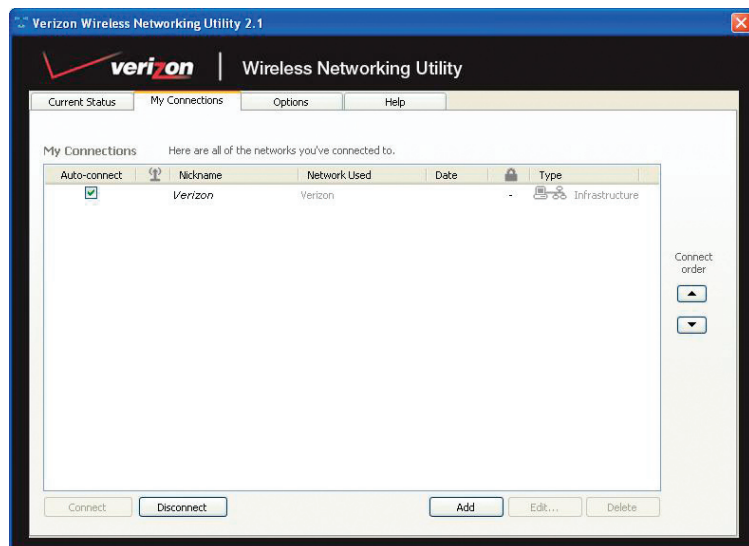 Verizon Wireless Networking Utility 2.1
verizon | Wireless Networking Utility
Current Status My Connections Options Help
My Connections Here are all of the networks you've connected to.
Auto-connect Nickname Network Used Date Type
Verizon Verizon - Infrastructure
Connect
order
Connect Disconnect Add Edit... Delete